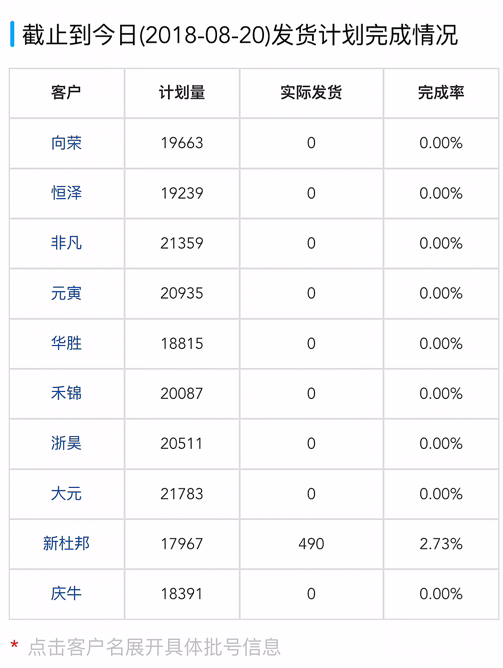 截止到今日(2018-08-20)发货计划完成情况
客户 计划量 实际发货 完成率
向荣 19663 0 0.00%
恒泽 19239 0 0.00%
非凡 21359 0 0.00%
元寅 20935 0 0.00%
华胜 18815 0 0.00%
禾锦 20087 0 0.00%
浙昊 20511 0 0.00%
大元 21783 0 0.00%
新杜邦 17967 490 2.73%
庆牛 18391 0 0.00%
* 点击客户名展开具体批号信息